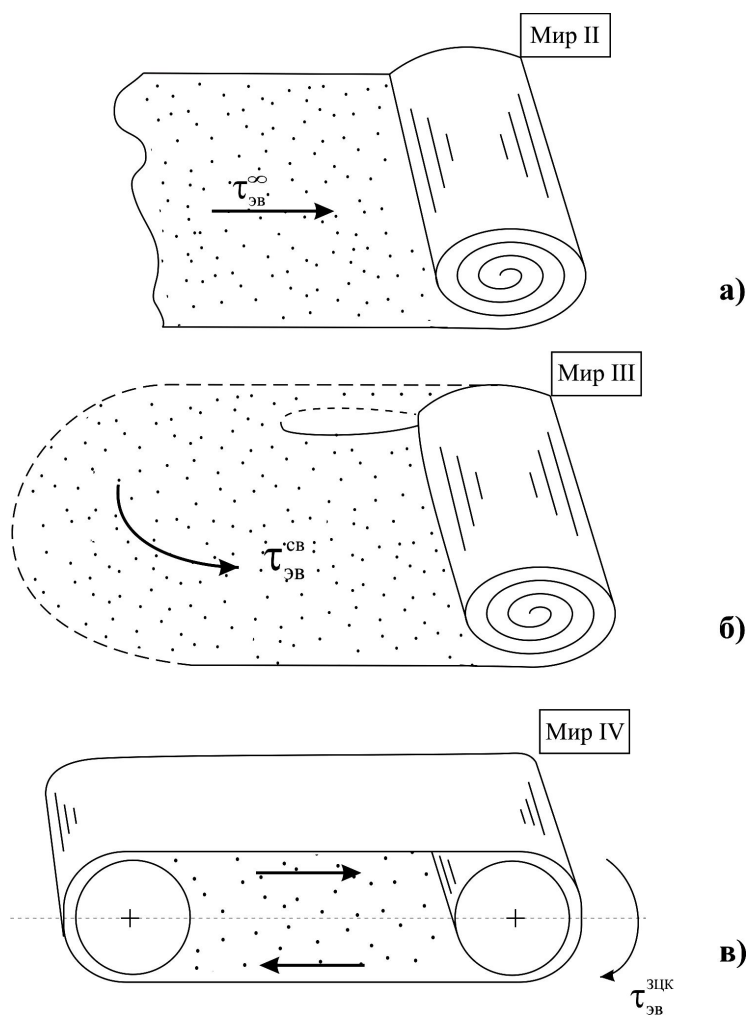 Мир II
τ∞эв
а)
Мир III
τсвэв
б)
Мир IV
в)
τЗЦКэв